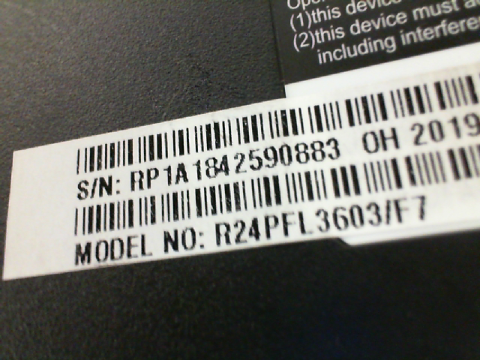 (1)this device
(2)this device must
including interfere
S/N: RP1A1842590883 OH 2019
MODEL NO: R24PFL3603/F7